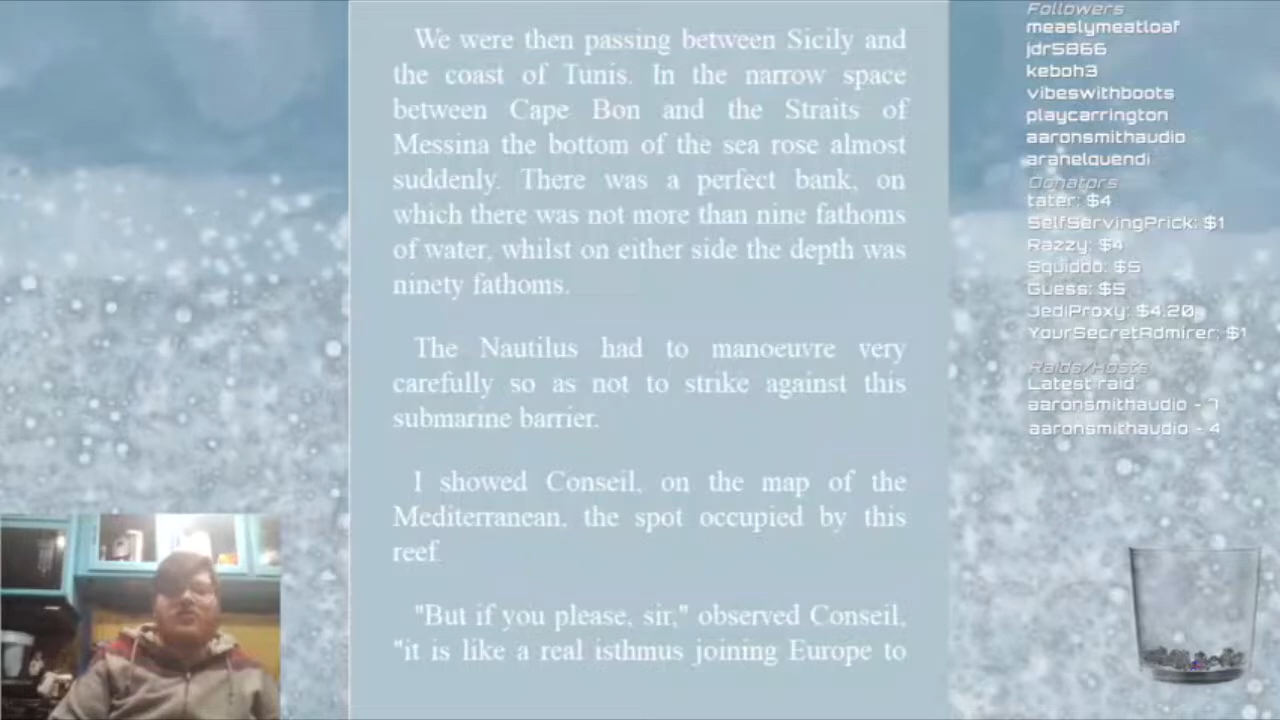 We were then passing between Sicily and
the coast of Tunis. In the narrow space
between Cape Bon and the Straits of
Messina the bottom of the sea rose almost
suddenly. There was a perfect bank, on
which there was not more than nine fathoms
of water, whilst on either side the depth was
ninety fathoms.
The Nautilus had to manoeuvre very
carefully so as not to strike against this
submarine barrier.
I showed Conseil, on the map of the
Mediterranean, the spot occupied by this
reef.
"But if you please, sir," observed Conseil,
"it is like a real isthmus joining Europe to
Followers
measlymeatloaf
jdr5866
keboh3
vibeswithboots
playcarrington
aaronsmithaudio
aranelquendi
Donators
tater: $4
SelfServingPrick: $1
Razzy: $4
Squidoo: $5
Guess: $5
JediProxy: $4.20
YourSecretAdmirer: $1
Raids/Hosts
Latest raid:
aaronsmithaudio - 7
aaronsmithaudio - 4